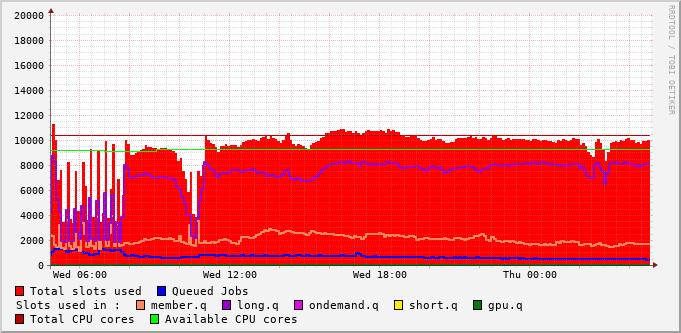 RRDTOOL / TOBI OETIKER
20000
18000
16000
14000
12000
10000
8000
6000
4000
2000
0
Wed 06:00 Wed 12:00 Wed 18:00 Thu 00:00
Total slots used Queued Jobs
Slots used in : member.q long.q ondemand.q short.q gpu.q
Total CPU cores Available CPU cores